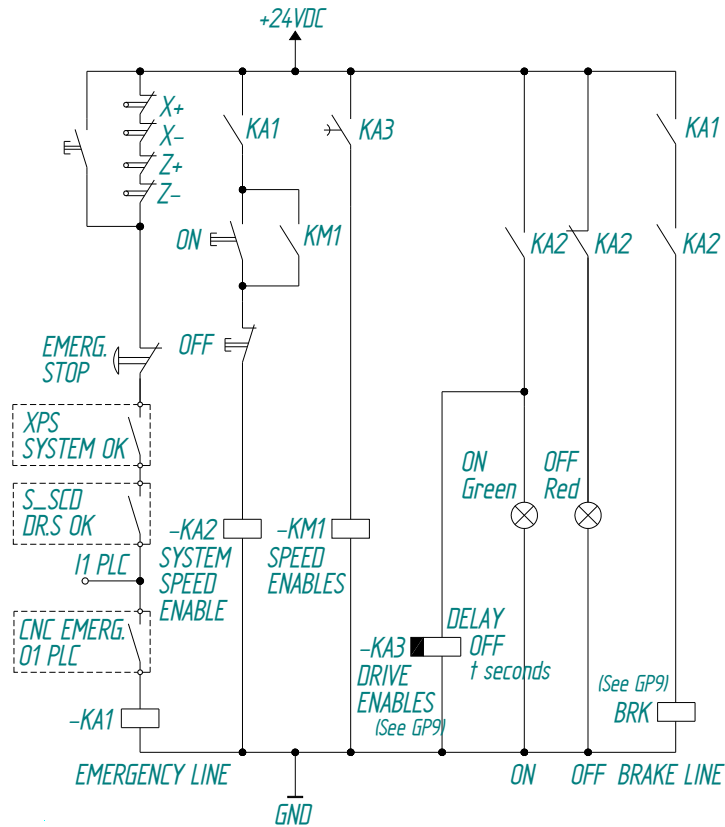 +24VDC
X+
X-
Z+
Z-
KA1
KA3
KA1
ON
KM1
KA2
KA2
KA2
EMERG.
STOP
OFF
XPS
SYSTEM OK
S_SCD
DR.S OK
I1 PLC
CNC EMERG.
O1 PLC
-KA1
-KA2
SYSTEM
SPEED
ENABLE
-KM1
SPEED
ENABLES
ON
Green
OFF
Red
DELAY
OFF
t seconds
-KA3
DRIVE
ENABLES
(See GP9)
(See GP9)
BRK
EMERGENCY LINE
ON
OFF
BRAKE LINE
GND